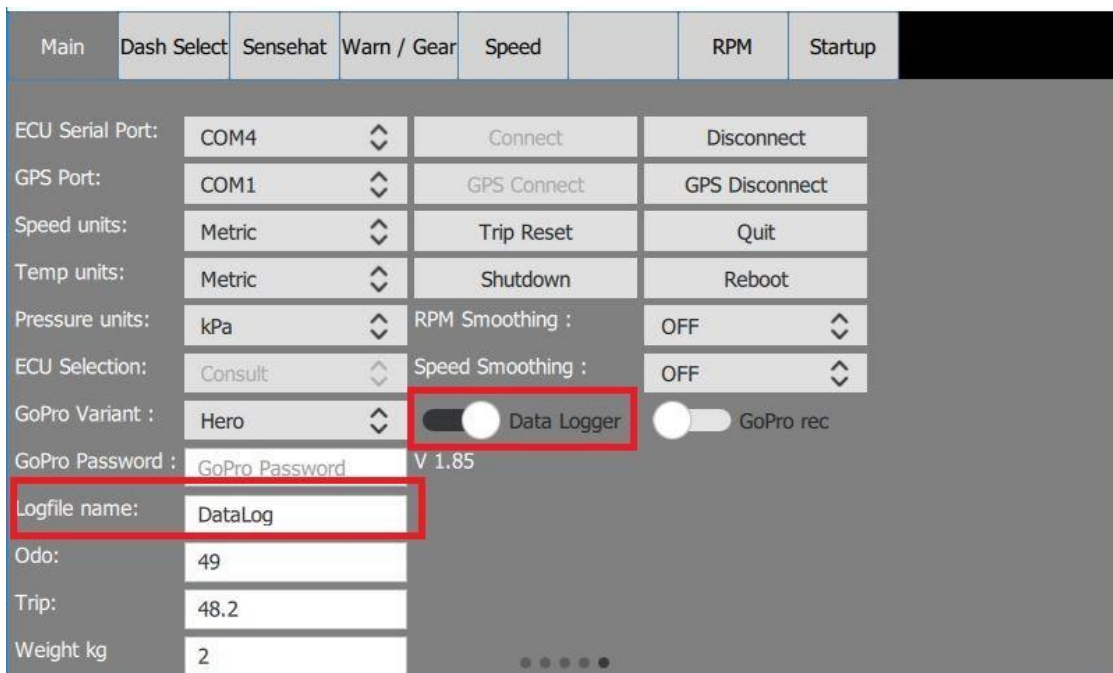 Main Dash Select Sensehat Warn / Gear Speed RPM Startup
ECU Serial Port: COM4 Connect Disconnect
GPS Port: COM1 GPS Connect GPS Disconnect
Speed units: Metric Trip Reset Quit
Temp units: Metric Shutdown Reboot
Pressure units: kPa RPM Smoothing : OFF
ECU Selection: Consult Speed Smoothing : OFF
GoPro Variant : Hero Data Logger GoPro rec
GoPro Password : GoPro Password V 1.85
Logfile name: DataLog
Odo: 49
Trip: 48.2
Weight kg 2